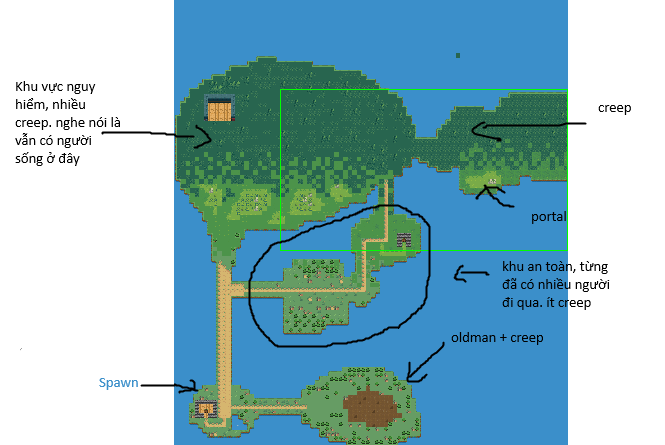 Khu vực nguy
hiểm, nhiều
creep. nghe nói là
vẫn có người
sống ở đây
creep
portal
khu an toàn, từng
đã có nhiều người
đi qua. ít creep
oldman + creep
Spawn